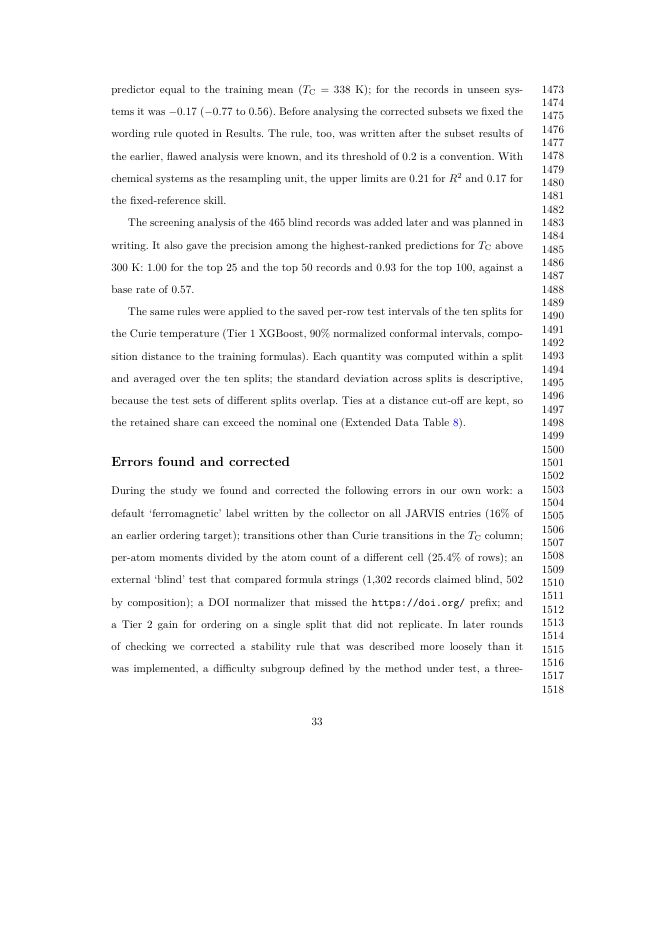 predictor equal to the training mean (TC = 338 K); for the records in unseen sys-
tems it was −0.17 (−0.77 to 0.56). Before analysing the corrected subsets we fixed the
wording rule quoted in Results. The rule, too, was written after the subset results of
the earlier, flawed analysis were known, and its threshold of 0.2 is a convention. With
chemical systems as the resampling unit, the upper limits are 0.21 for R² and 0.17 for
the fixed-reference skill.
The screening analysis of the 465 blind records was added later and was planned in
writing. It also gave the precision among the highest-ranked predictions for TC above
300 K: 1.00 for the top 25 and the top 50 records and 0.93 for the top 100, against a
base rate of 0.57.
The same rules were applied to the saved per-row test intervals of the ten splits for
the Curie temperature (Tier 1 XGBoost, 90% normalized conformal intervals, compo-
sition distance to the training formulas). Each quantity was computed within a split
and averaged over the ten splits; the standard deviation across splits is descriptive,
because the test sets of different splits overlap. Ties at a distance cut-off are kept, so
the retained share can exceed the nominal one (Extended Data Table 8).
Errors found and corrected
During the study we found and corrected the following errors in our own work: a
default ‘ferromagnetic’ label written by the collector on all JARVIS entries (16% of
an earlier ordering target); transitions other than Curie transitions in the TC column;
per-atom moments divided by the atom count of a different cell (25.4% of rows); an
external ‘blind’ test that compared formula strings (1,302 records claimed blind, 502
by composition); a DOI normalizer that missed the https://doi.org/ prefix; and
a Tier 2 gain for ordering on a single split that did not replicate. In later rounds
of checking we corrected a stability rule that was described more loosely than it
was implemented, a difficulty subgroup defined by the method under test, a three-
33
1473
1474
1475
1476
1477
1478
1479
1480
1481
1482
1483
1484
1485
1486
1487
1488
1489
1490
1491
1492
1493
1494
1495
1496
1497
1498
1499
1500
1501
1502
1503
1504
1505
1506
1507
1508
1509
1510
1511
1512
1513
1514
1515
1516
1517
1518